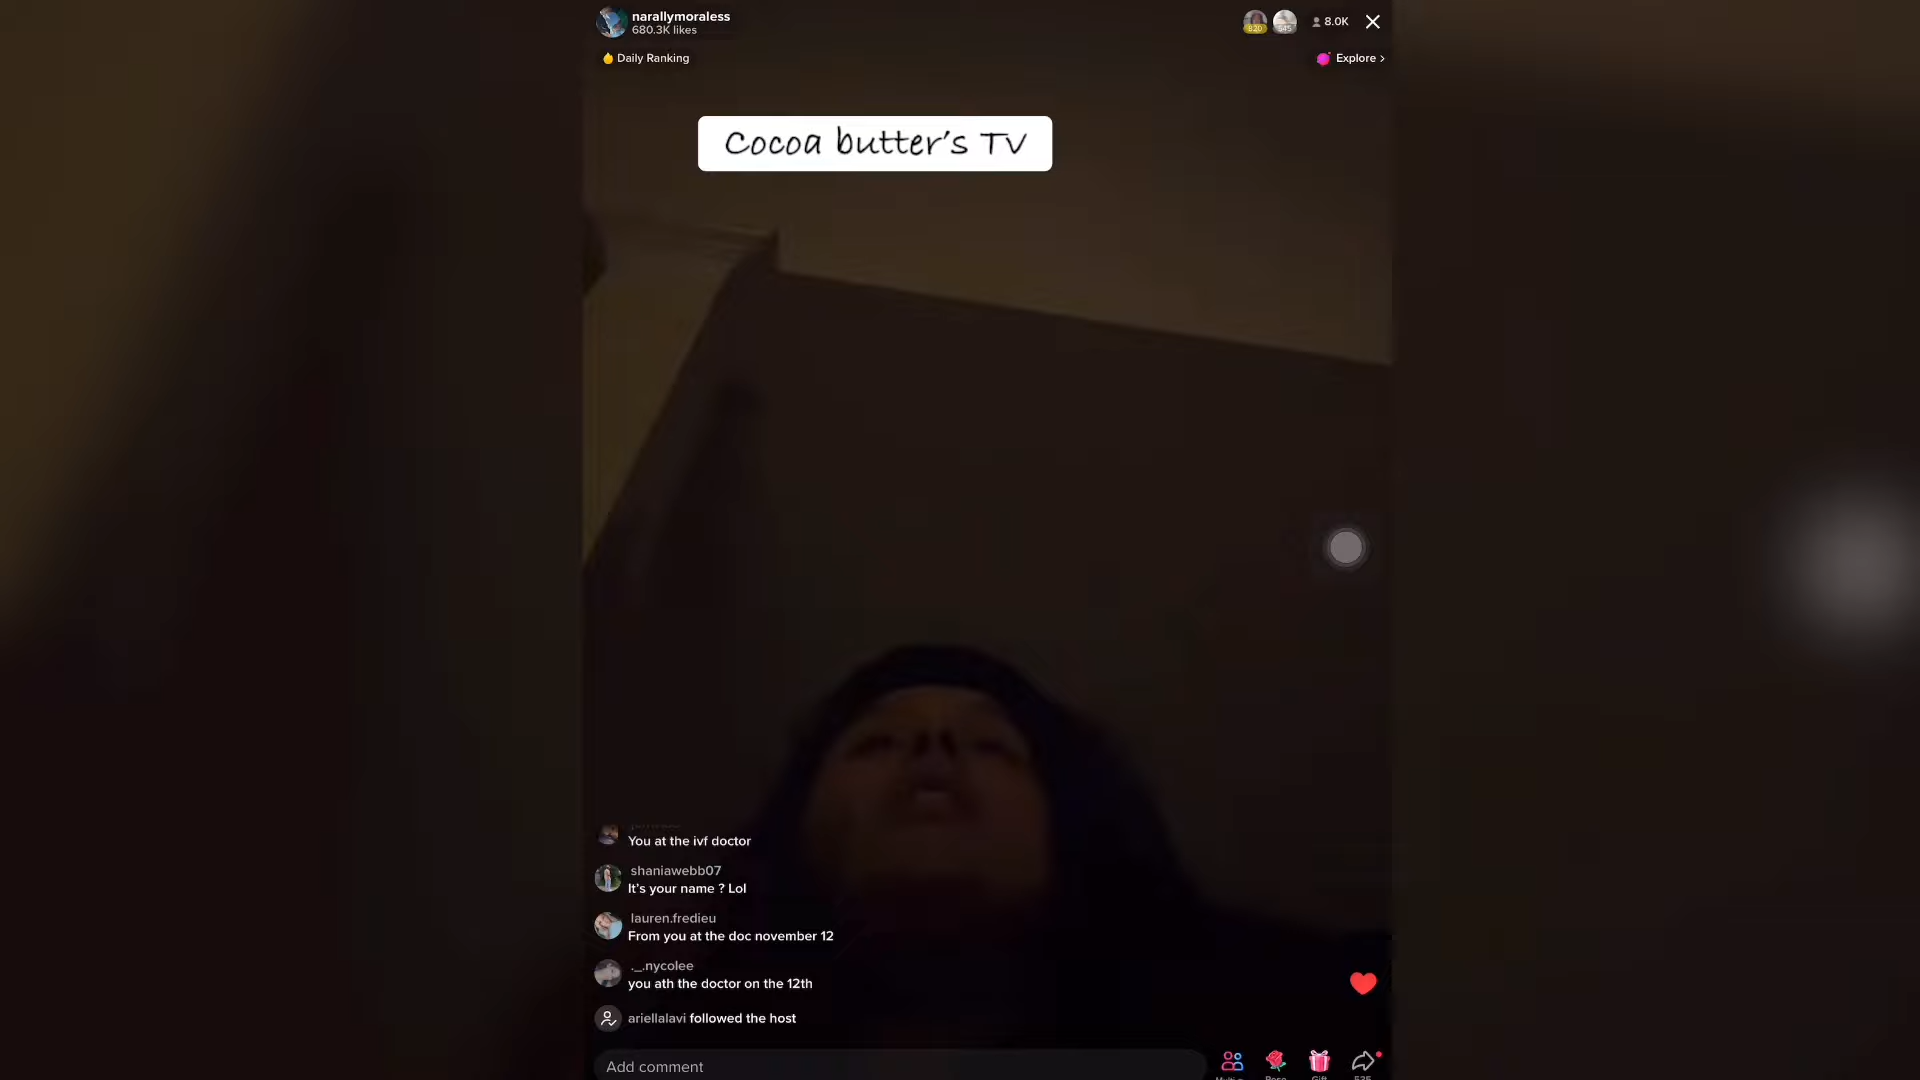 narallymoraless
680.3K likes
8.0K
Daily Ranking
Explore >
Cocoa butter's TV
You at the ivf doctor
shaniawebb07
It's your name ? Lol
lauren.fredieu
From you at the doc november 12
._.nycolee
you ath the doctor on the 12th
ariellalavi followed the host
Add comment